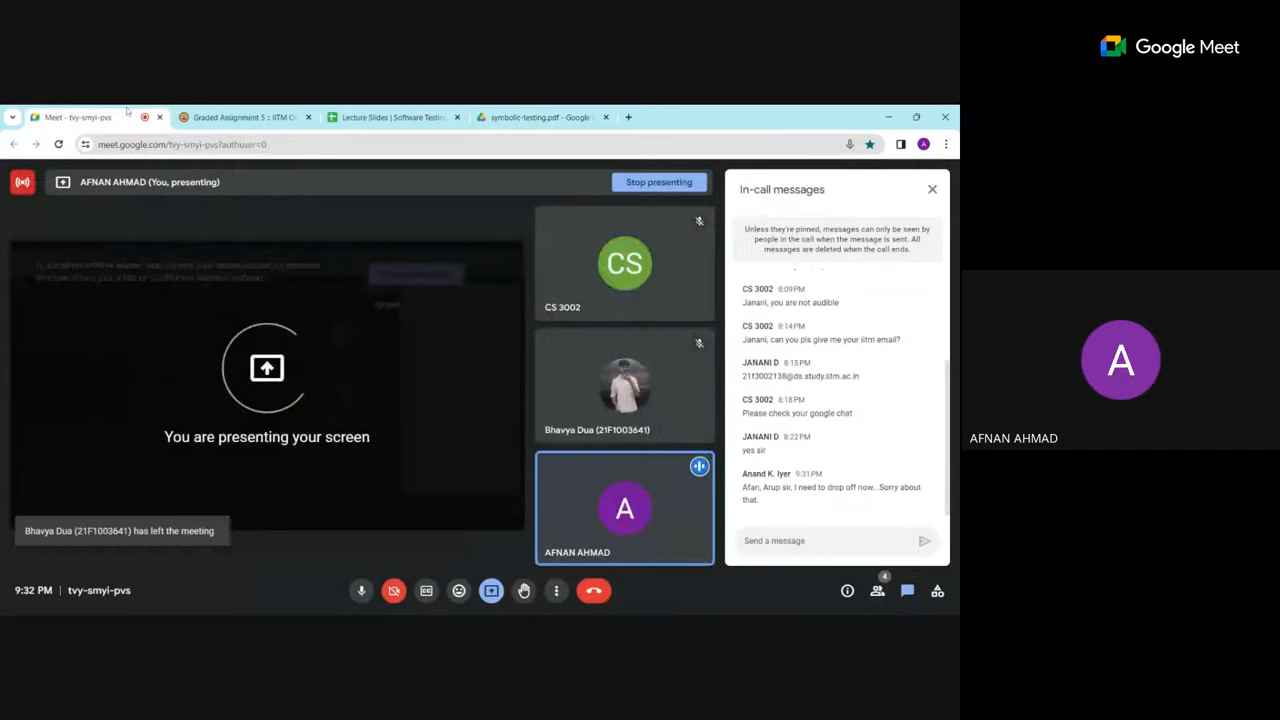 Google Meet
Meet - tvy-smyi-pvs
Graded Assignment 5 :: IITM O
Lecture Slides | Software Testin
symbolic-testing.pdf - Google
meet.google.com/tvy-smyi-pvs?authuser=0
A
AFNAN AHMAD (You, presenting)
Stop presenting
You are presenting your screen
Bhavya Dua (21F1003641) has left the meeting
CS
CS 3002
Bhavya Dua (21F1003641)
A
AFNAN AHMAD
In-call messages
Unless they're pinned, messages can only be seen by
people in the call when the message is sent. All
messages are deleted when the call ends.
CS 3002 8:09 PM
Janani, you are not audible
CS 3002 8:14 PM
Janani, can you pls give me your iitm email?
JANANI D 8:15 PM
21f3002138@ds.study.iitm.ac.in
CS 3002 8:18 PM
Please check your google chat
JANANI D 8:22 PM
yes sir
Anand K. Iyer 9:31 PM
Afan, Arup sir, I need to drop off now...Sorry about
that.
Send a message
9:32 PM | tvy-smyi-pvs
4
A
AFNAN AHMAD